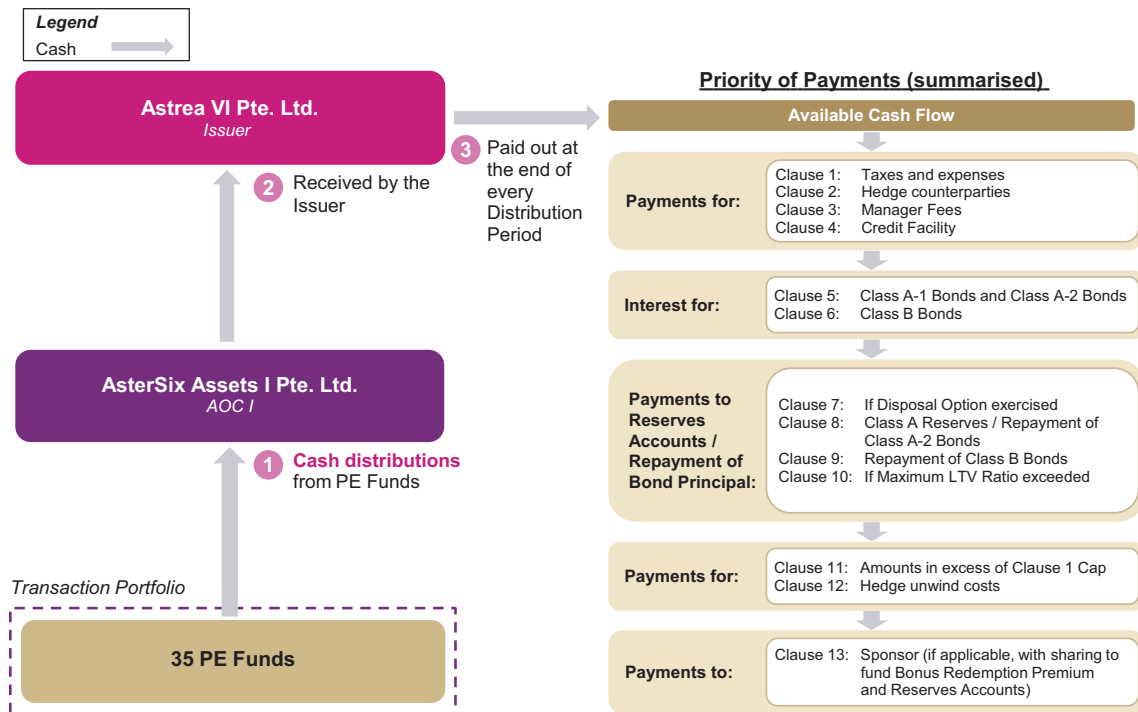 Legend
Cash
Astrea VI Pte. Ltd.
Issuer
2 Received by the
Issuer
3 Paid out at
the end of
every
Distribution
Period
AsterSix Assets I Pte. Ltd.
AOC I
1 Cash distributions
from PE Funds
Transaction Portfolio
35 PE Funds
Priority of Payments (summarised)
Available Cash Flow
Payments for:
Clause 1: Taxes and expenses
Clause 2: Hedge counterparties
Clause 3: Manager Fees
Clause 4: Credit Facility
Interest for:
Clause 5: Class A-1 Bonds and Class A-2 Bonds
Clause 6: Class B Bonds
Payments to
Reserves
Accounts /
Repayment of
Bond Principal:
Clause 7: If Disposal Option exercised
Clause 8: Class A Reserves / Repayment of
Class A-2 Bonds
Clause 9: Repayment of Class B Bonds
Clause 10: If Maximum LTV Ratio exceeded
Payments for:
Clause 11: Amounts in excess of Clause 1 Cap
Clause 12: Hedge unwind costs
Payments to:
Clause 13: Sponsor (if applicable, with sharing to
fund Bonus Redemption Premium
and Reserves Accounts)